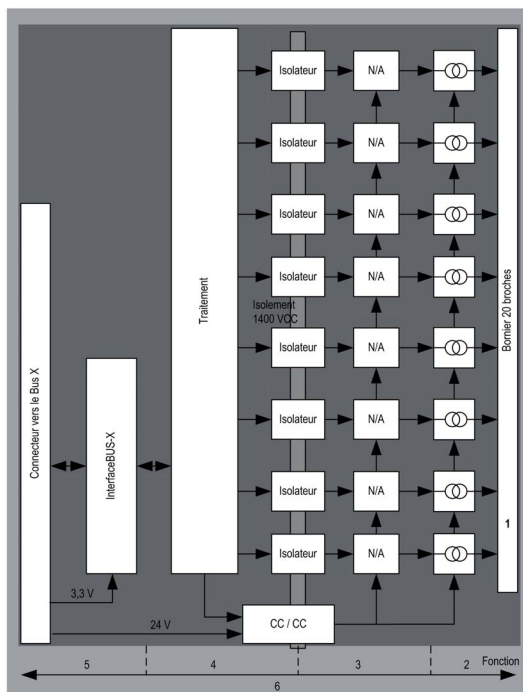 Isolateur
N/A
Isolateur
N/A
Isolateur
N/A
Isolateur
N/A
Isolement
1400 VCC
Isolateur
N/A
Isolateur
N/A
Isolateur
N/A
Isolateur
N/A
Traitement
Connecteur vers le Bus X
InterfaceBUS-X
Bornier 20 broches
1
3,3 V
24 V
CC / CC
Fonction
5
4
3
2
6